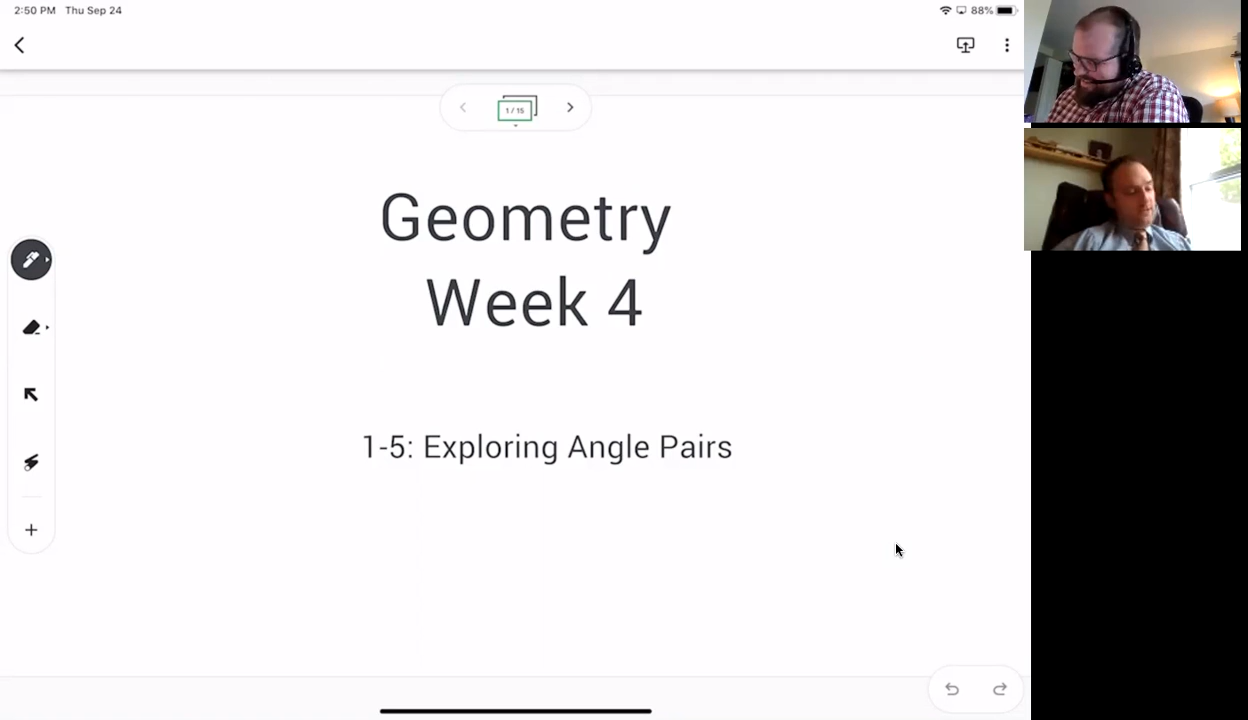 2:50 PM Thu Sep 24
88%
1 / 15
Geometry
Week 4
1-5: Exploring Angle Pairs